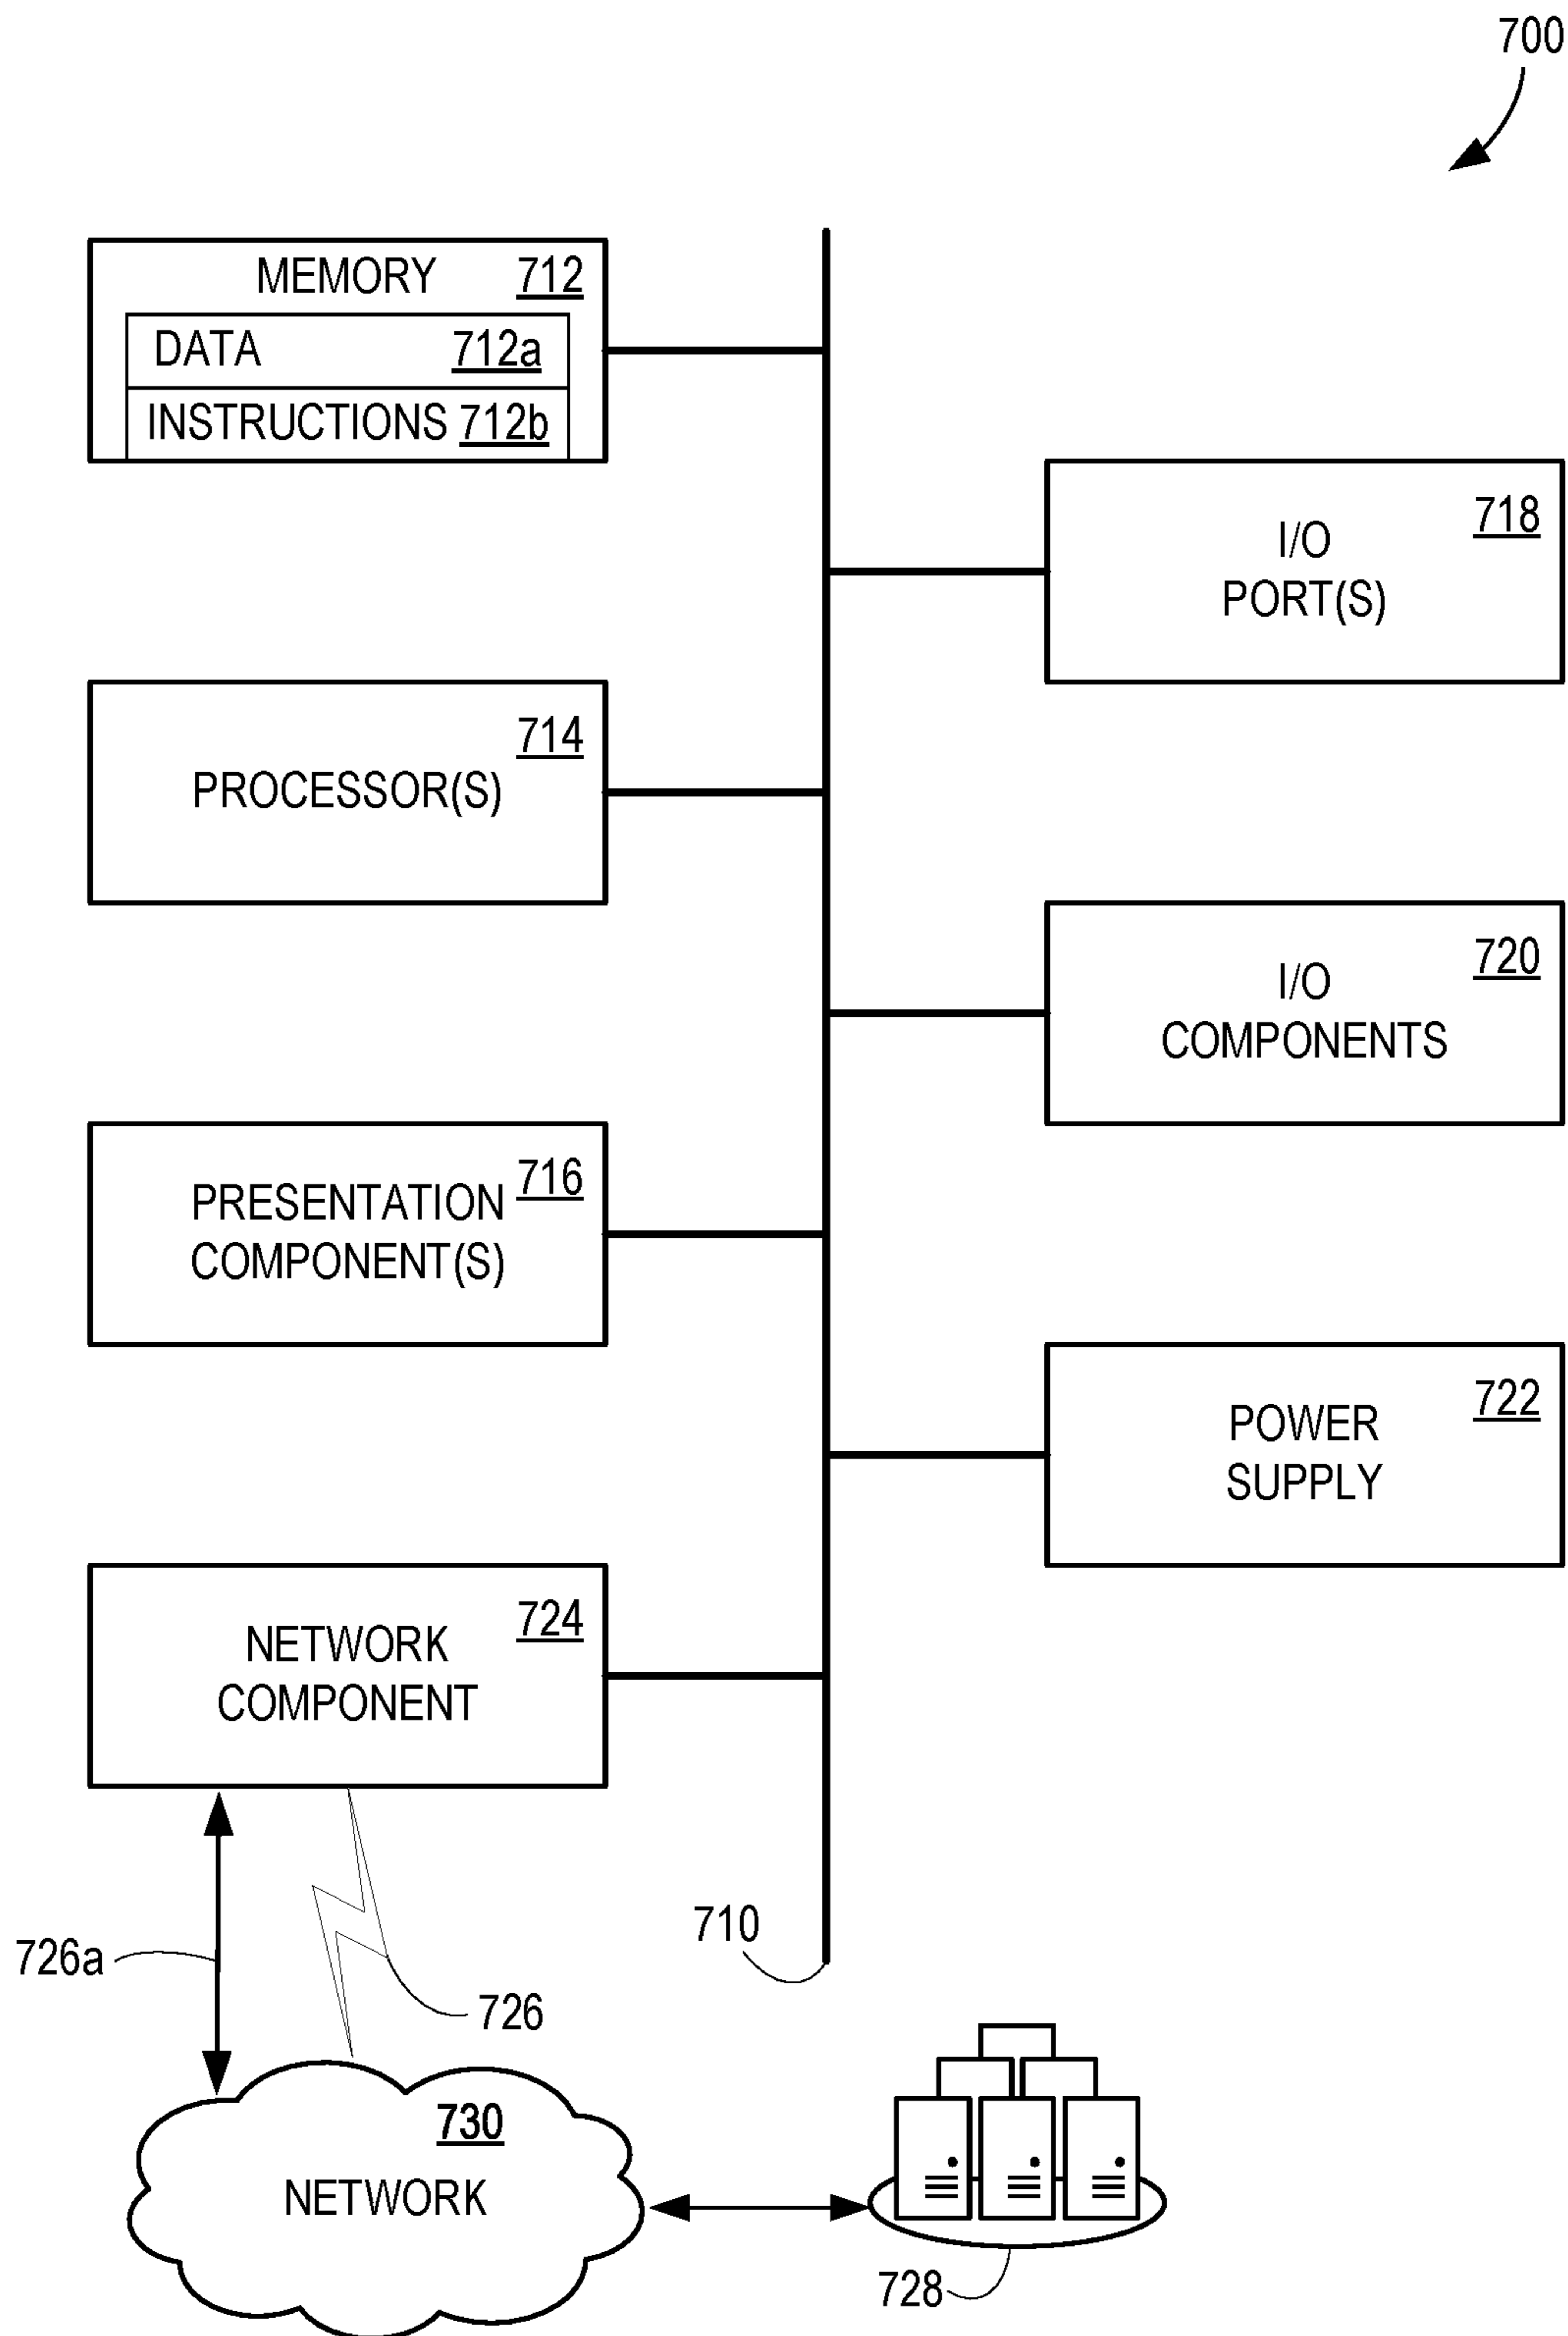 700
MEMORY 712
DATA 712a
INSTRUCTIONS 712b
718
I/O
PORT(S)
714
PROCESSOR(S)
720
I/O
COMPONENTS
716
PRESENTATION
COMPONENT(S)
722
POWER
SUPPLY
724
NETWORK
COMPONENT
710
726a
726
730
NETWORK
728